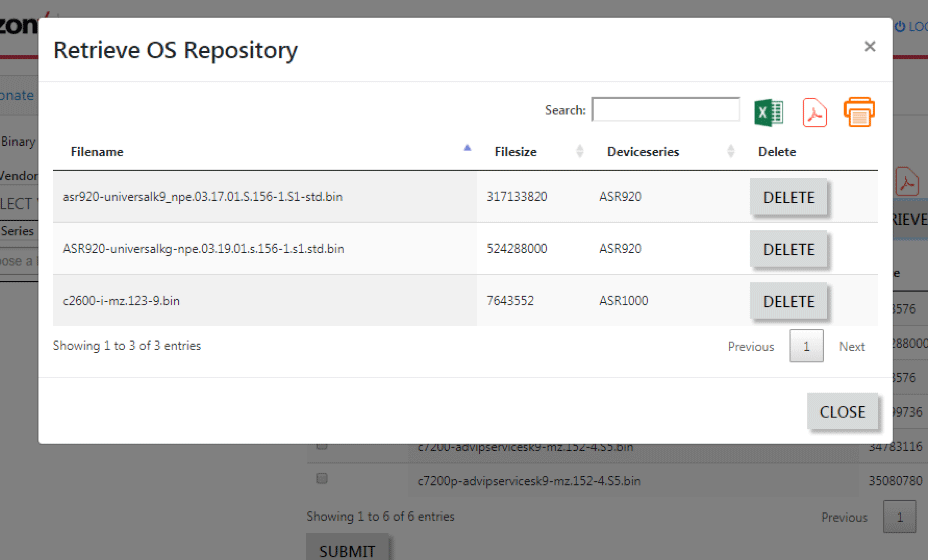 zon
LOG
Retrieve OS Repository
×
onate
Search:
Binary
Filename Filesize Deviceseries Delete
Vendor
asr920-universalk9_npe.03.17.01.S.156-1.S1-std.bin 317133820 ASR920 DELETE
ELECT
RIEVE
Series
ASR920-universalkg-npe.03.19.01.s.156-1.s1.std.bin 524288000 ASR920 DELETE
ose a
e
c2600-i-mz.123-9.bin 7643552 ASR1000 DELETE
3576
Showing 1 to 3 of 3 entries Previous 1 Next
288000
3576
CLOSE
99736
c7200-advipservicesk9-mz.152-4.S5.bin 34783116
c7200p-advipservicesk9-mz.152-4.S5.bin 35080780
Showing 1 to 6 of 6 entries Previous 1
SUBMIT